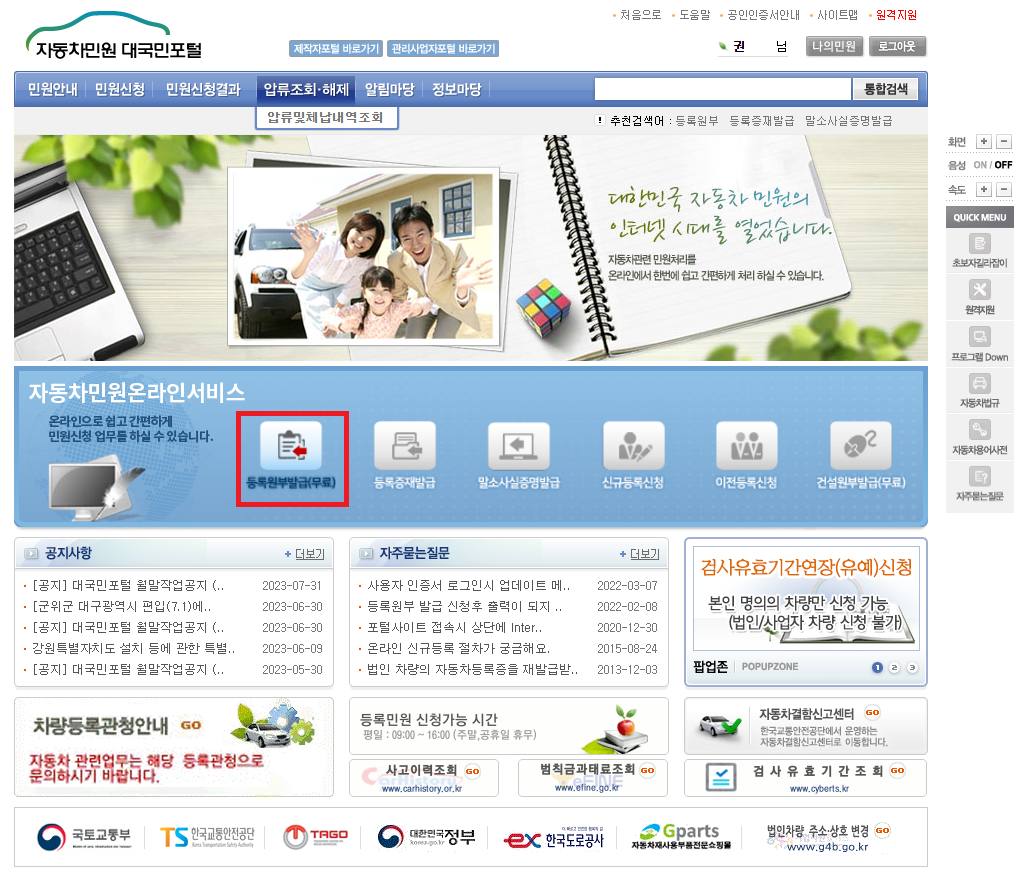 처음으로 도움말 공인인증서안내 사이트맵 원격지원
자동차민원 대국민포털
제작자포털 바로가기 관리사업자포털 바로가기
권 님 나의민원 로그아웃
민원안내 민원신청 민원신청결과 압류조회·해제 알림마당 정보마당 통합검색
압류및체납내역조회
추천검색어 : 등록원부 등록증재발급 말소사실증명발급
대한민국 자동차 민원의
인터넷 시대를 열었습니다.
자동차관련 민원처리를
온라인에서 한번에 쉽고 간편하게 처리 하실 수 있습니다.
화면 + -
음성 ON / OFF
속도 + -
QUICK MENU
초보자길라잡이
원격지원
프로그램 Down
자동차법규
자동차용어사전
자주묻는질문
자동차민원온라인서비스
온라인으로 쉽고 간편하게
민원신청 업무를 하실 수 있습니다.
등록원부발급(무료) 등록증재발급 말소사실증명발급 신규등록신청 이전등록신청 건설원부발급(무료)
공지사항 + 더보기
[공지] 대국민포털 월말작업공지 (.. 2023-07-31
[군위군 대구광역시 편입(7.1)에.. 2023-06-30
[공지] 대국민포털 월말작업공지 (.. 2023-06-30
강원특별자치도 설치 등에 관한 특별.. 2023-06-09
[공지] 대국민포털 월말작업공지 (.. 2023-05-30
자주묻는질문 + 더보기
사용자 인증서 로그인시 업데이트 메.. 2022-03-07
등록원부 발급 신청후 출력이 되지 .. 2022-02-08
포털사이트 접속시 상단에 Inter.. 2020-12-30
온라인 신규등록 절차가 궁금해요. 2015-08-24
법인 차량의 자동차등록증을 재발급받.. 2013-12-03
검사유효기간연장(유예)신청
본인 명의의 차량만 신청 가능
(법인/사업자 차량 신청 불가)
팝업존 POPUPZONE 1 2 3
차량등록관청안내 GO
자동차 관련문의는 해당 등록관청으로
문의하시기 바랍니다.
등록민원 신청가능 시간
평일 : 09:00 ~ 16:00 (주말,공휴일 휴무)
자동차결함신고센터 GO
한국교통안전공단에서 운영하는
자동차결함신고센터로 이동합니다.
사고이력조회 GO
CarHistory
www.carhistory.or.kr
범칙금과태료조회 GO
eFINE
www.efine.go.kr
검 사 유 효 기 간 조 회 GO
www.cyberts.kr
국토교통부
TS 한국교통안전공단
Korea Transportation Safety Authority
TAGO
대한민국정부
korea.go.kr
ex 한국도로공사
Gparts
자동차재사용부품전문쇼핑몰
법인차량 주소·상호 변경 GO
www.g4b.go.kr